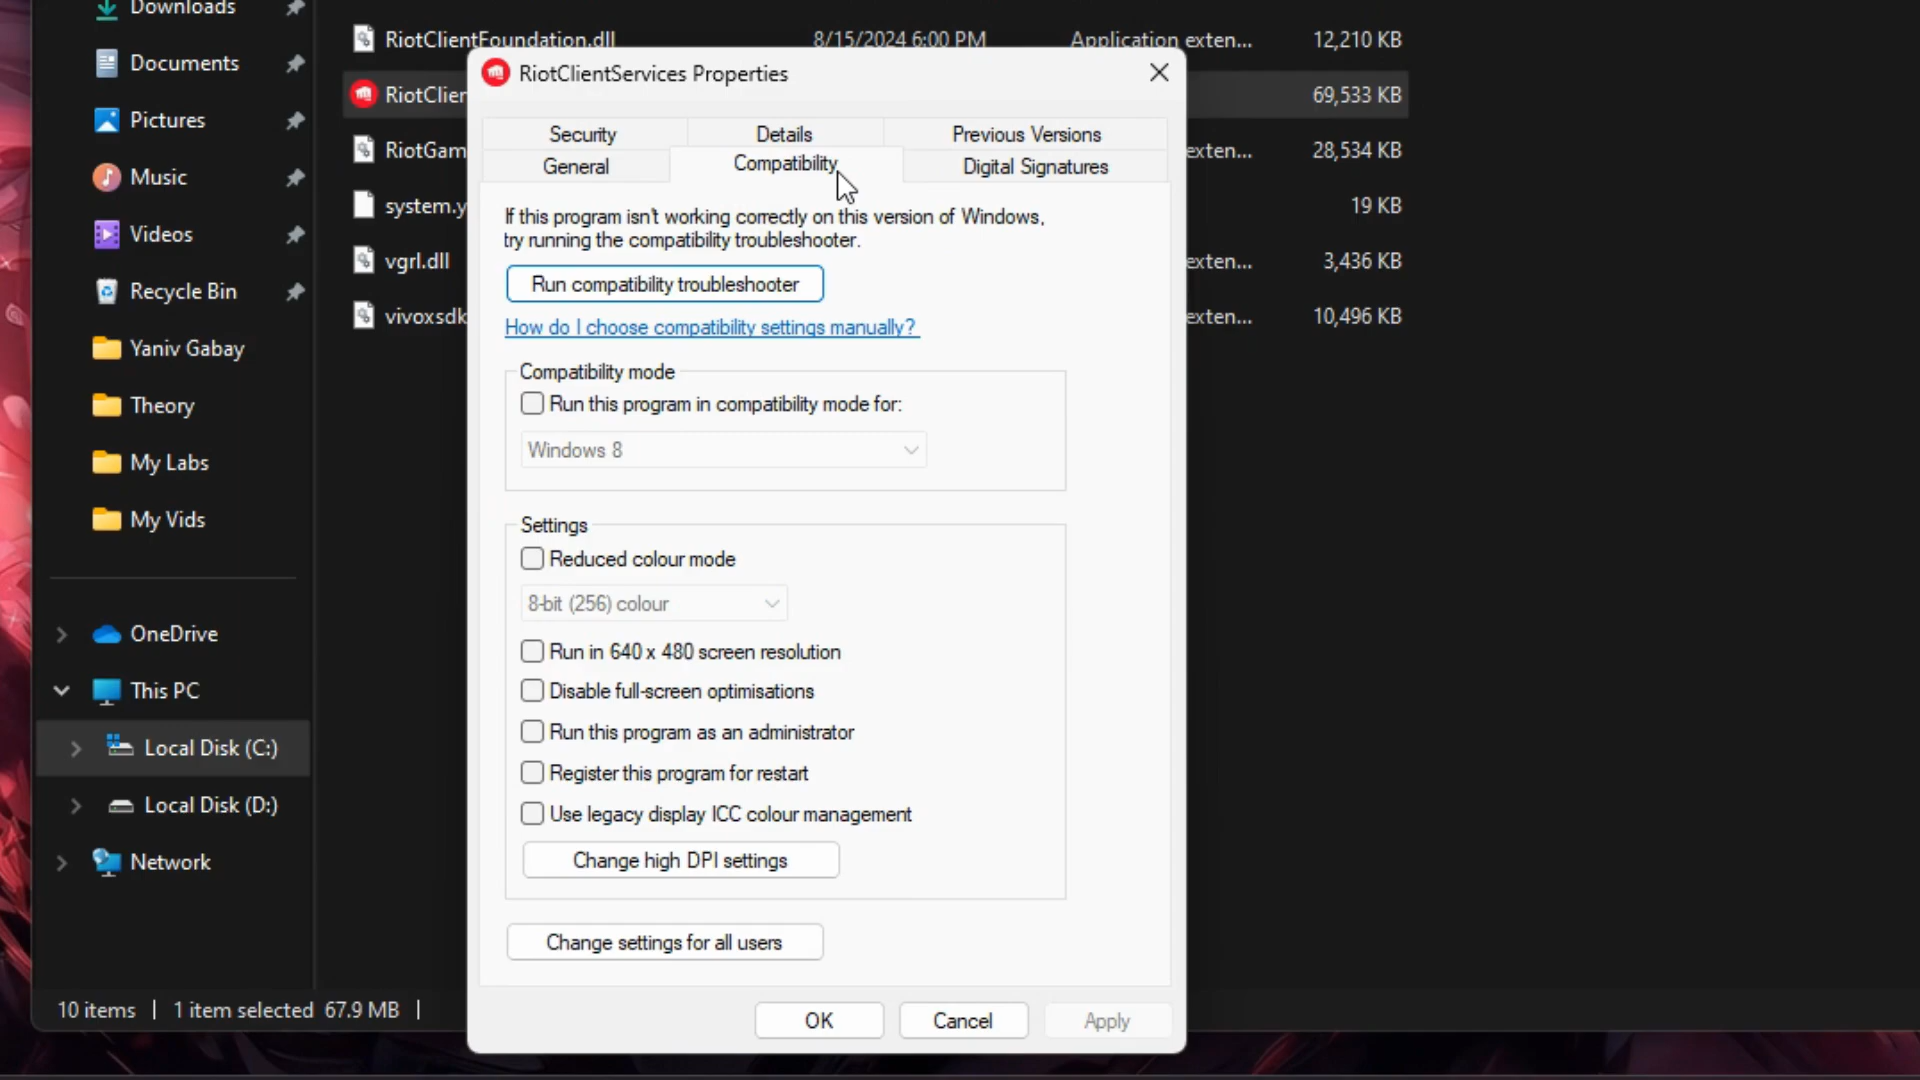 Downloads
Documents
Pictures
Music
Videos
Recycle Bin
Yaniv Gabay
Theory
My Labs
My Vids
OneDrive
This PC
Local Disk (C:)
Local Disk (D:)
Network
10 items | 1 item selected 67.9 MB |
RiotClientFoundation.dll 8/15/2024 6:00 PM Application exten... 12,210 KB
RiotClier 69,533 KB
RiotGam exten... 28,534 KB
system.y 19 KB
vgrl.dll exten... 3,436 KB
vivoxsdk exten... 10,496 KB
RiotClientServices Properties
Security Details Previous Versions
General Compatibility Digital Signatures
If this program isn't working correctly on this version of Windows,
try running the compatibility troubleshooter.
Run compatibility troubleshooter
How do I choose compatibility settings manually?
Compatibility mode
Run this program in compatibility mode for:
Windows 8
Settings
Reduced colour mode
8-bit (256) colour
Run in 640 x 480 screen resolution
Disable full-screen optimisations
Run this program as an administrator
Register this program for restart
Use legacy display ICC colour management
Change high DPI settings
Change settings for all users
OK Cancel Apply